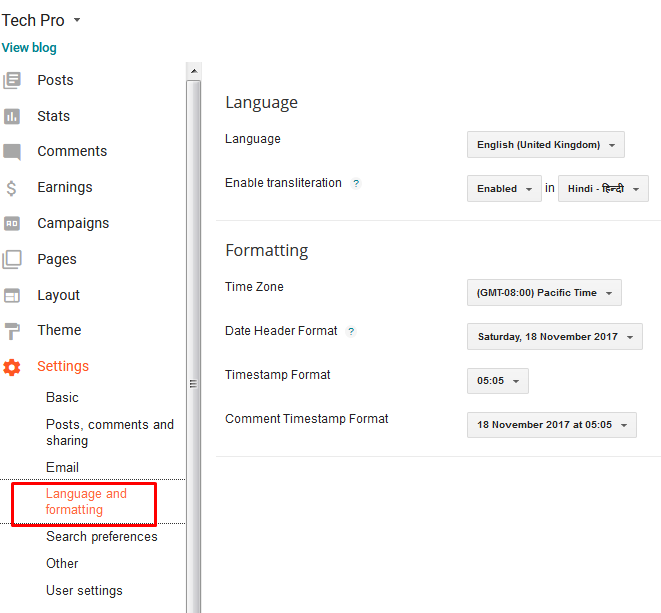 Tech Pro
View blog
Posts
Stats
Comments
Earnings
Campaigns
Pages
Layout
Theme
Settings
Basic
Posts, comments and
sharing
Email
Language and
formatting
Search preferences
Other
User settings
Language
Language English (United Kingdom)
Enable transliteration ? Enabled in Hindi - हिन्दी
Formatting
Time Zone (GMT-08:00) Pacific Time
Date Header Format ? Saturday, 18 November 2017
Timestamp Format 05:05
Comment Timestamp Format 18 November 2017 at 05:05